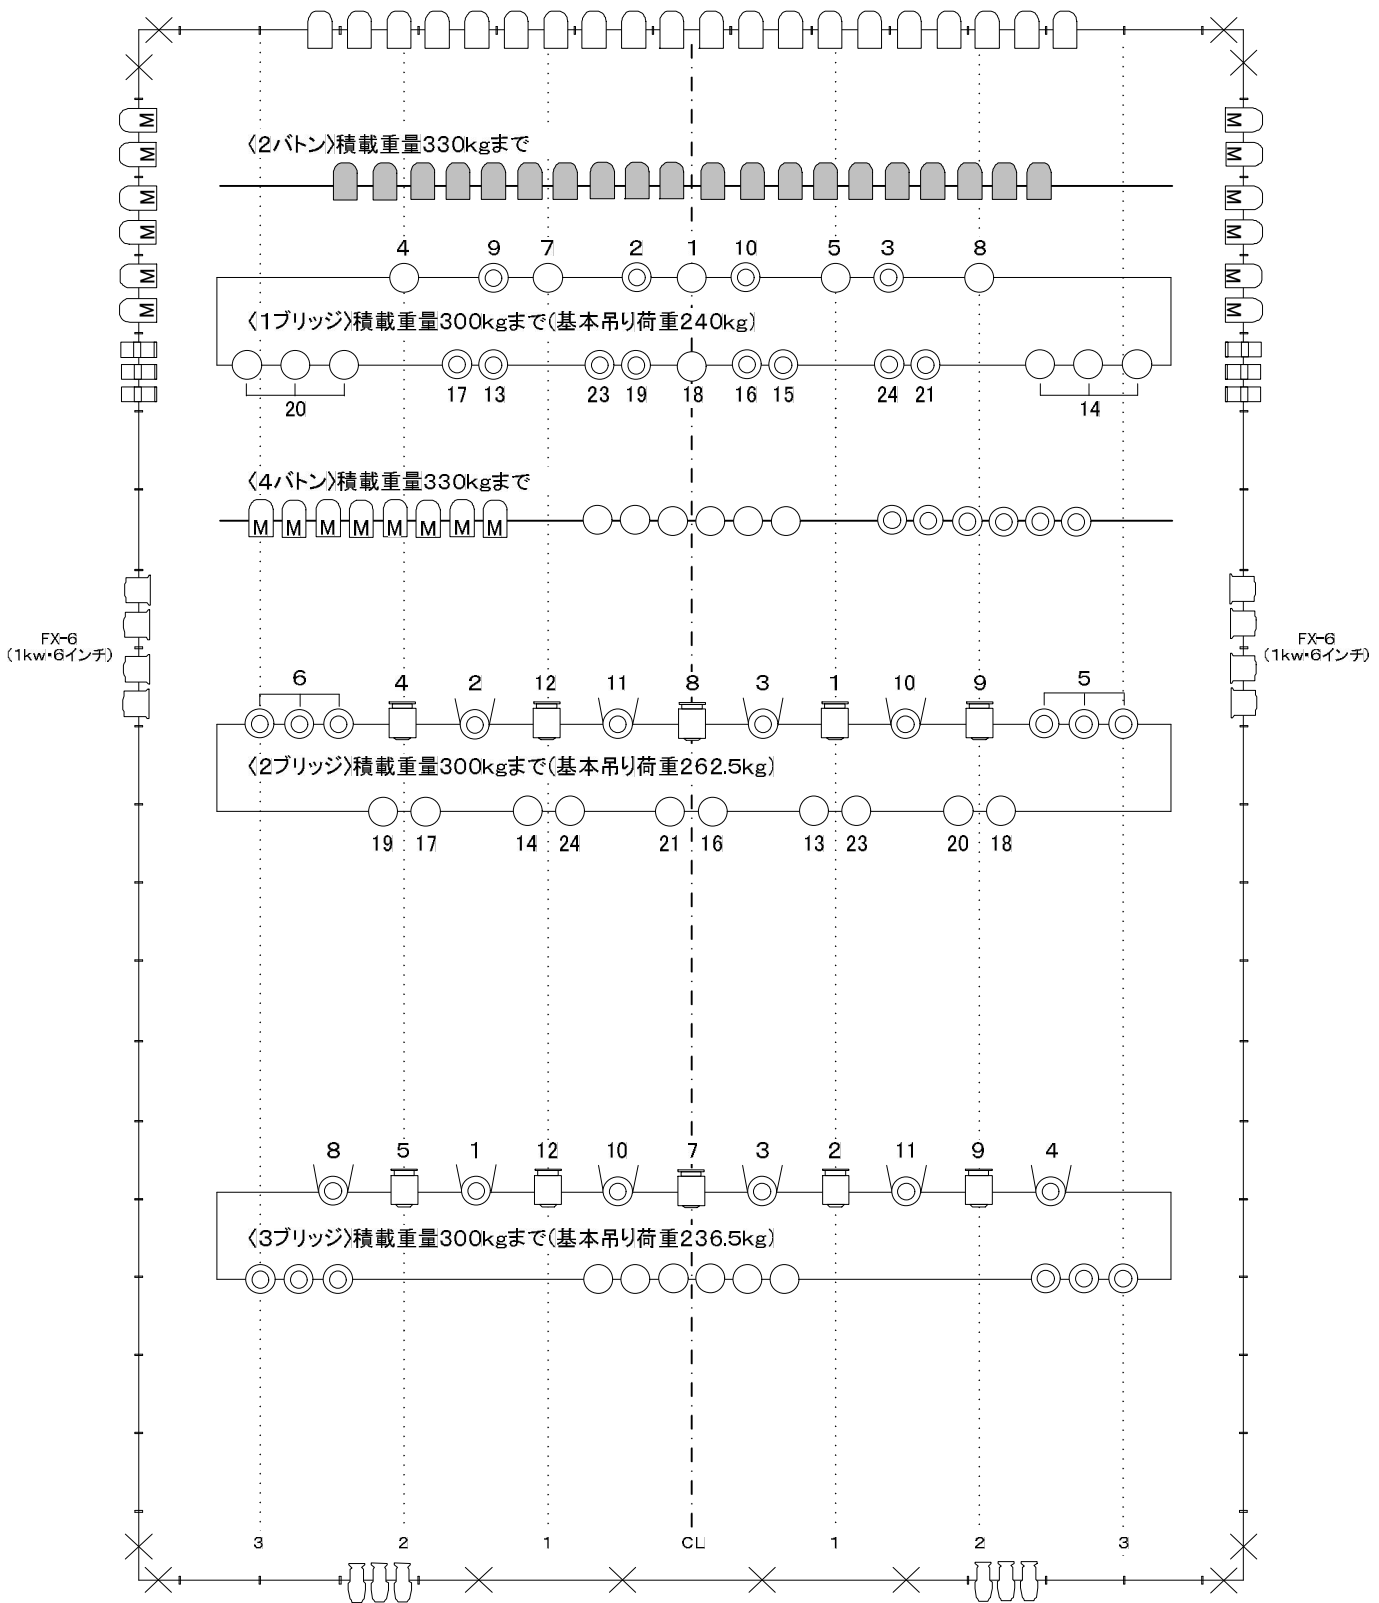 〈2バトン〉積載重量330kgまで
M M
M M
M M
M M
M M
M M
4 9 7 2 1 10 5 3 8
〈1ブリッジ〉積載重量300kgまで(基本吊り荷重240kg)
17 13 23 19 18 16 15 24 21
20 14
〈4バトン〉積載重量330kgまで
M M M M M M M M
FX-6 FX-6
(1kw・6インチ) (1kw・6インチ)
6 4 2 12 11 8 3 1 10 9 5
〈2ブリッジ〉積載重量300kgまで(基本吊り荷重262.5kg)
19 17 14 24 21 16 13 23 20 18
8 5 1 12 10 7 3 2 11 9 4
〈3ブリッジ〉積載重量300kgまで(基本吊り荷重236.5kg)
3 2 1 CL 1 2 3